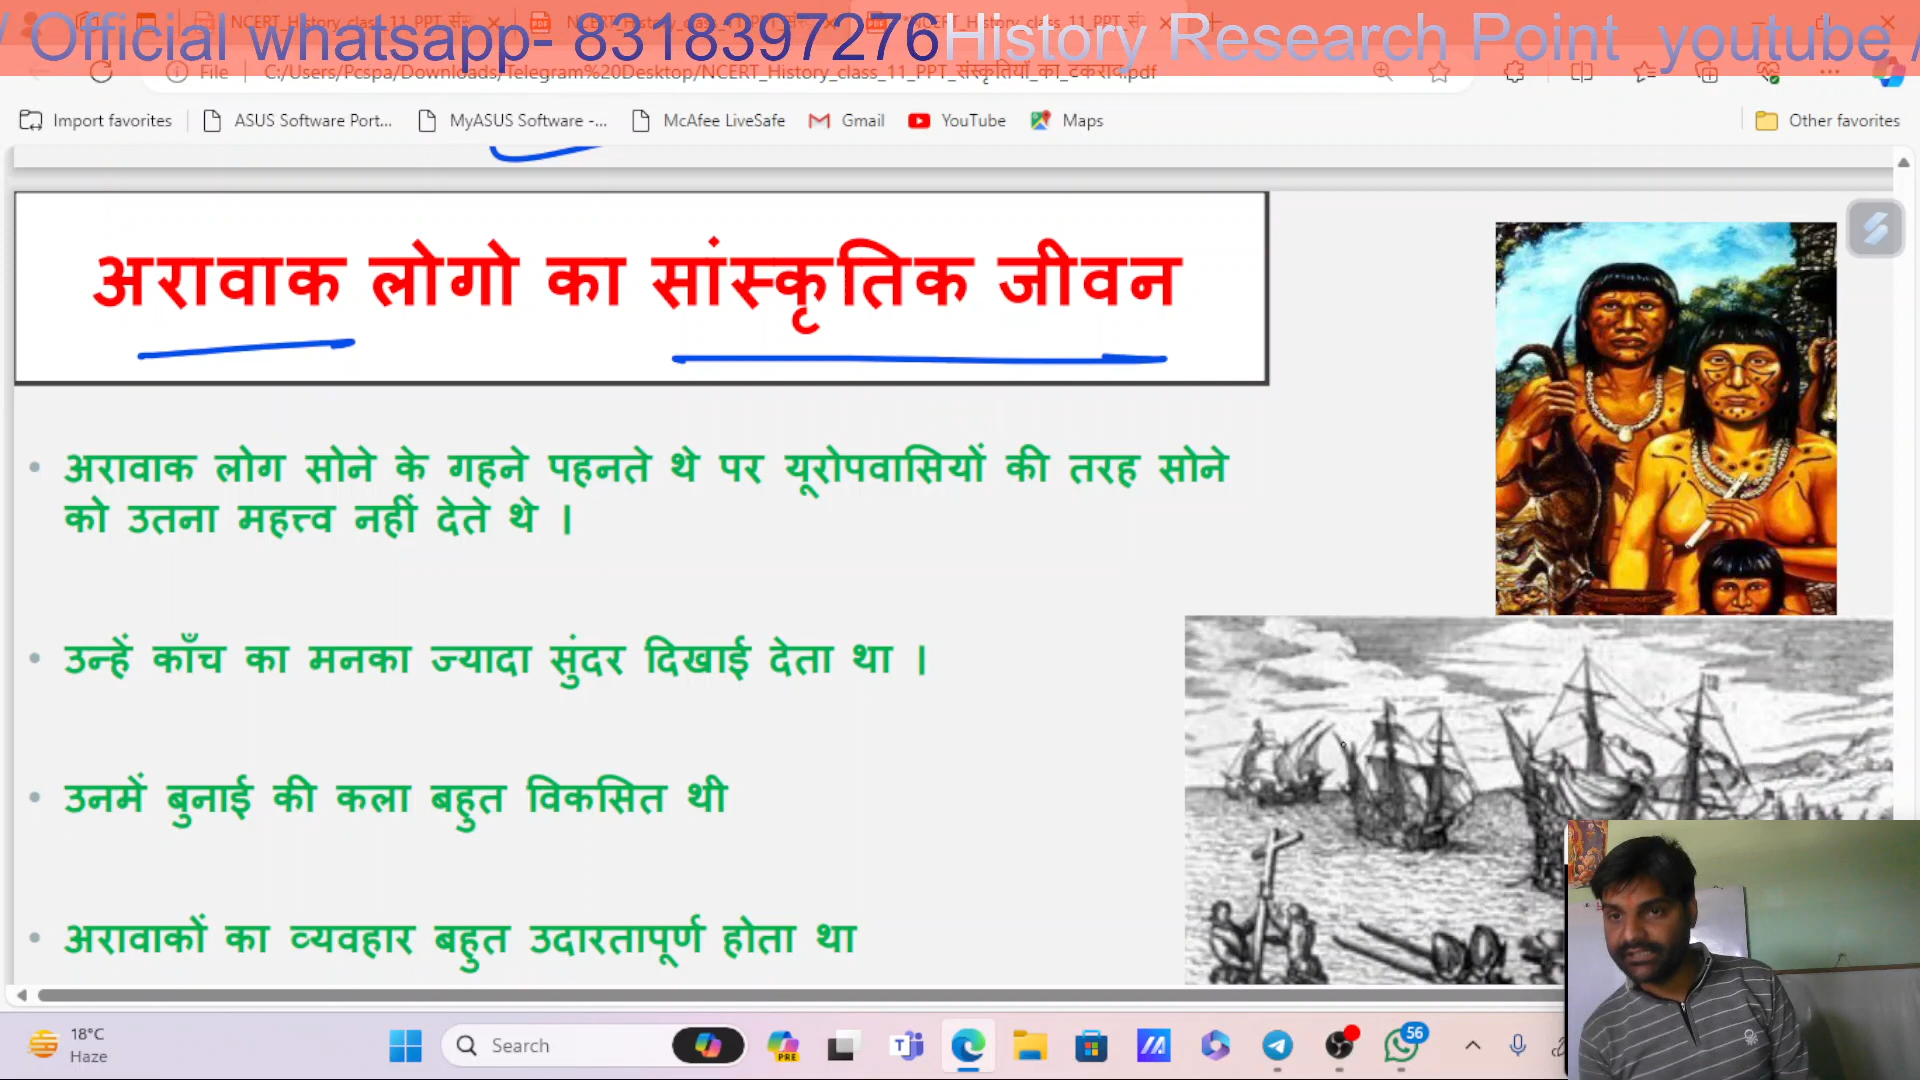 / Official whatsapp- 8318397276 History Research Point youtube /
NCERT_History_class_11_PPT_संस्
File C:/Users/Pcspa/Downloads/Telegram%20Desktop/NCERT_History_class_11_PPT_संस्कृतियों_का_टकराव.pdf
Import favorites ASUS Software Port... MyASUS Software -... McAfee LiveSafe Gmail YouTube Maps Other favorites
अरावाक लोगो का सांस्कृतिक जीवन
• अरावाक लोग सोने के गहने पहनते थे पर यूरोपवासियों की तरह सोने
को उतना महत्त्व नहीं देते थे ।
• उन्हें काँच का मनका ज्यादा सुंदर दिखाई देता था ।
• उनमें बुनाई की कला बहुत विकसित थी
• अरावाकों का व्यवहार बहुत उदारतापूर्ण होता था
18°C
Haze
Search
PRE
56